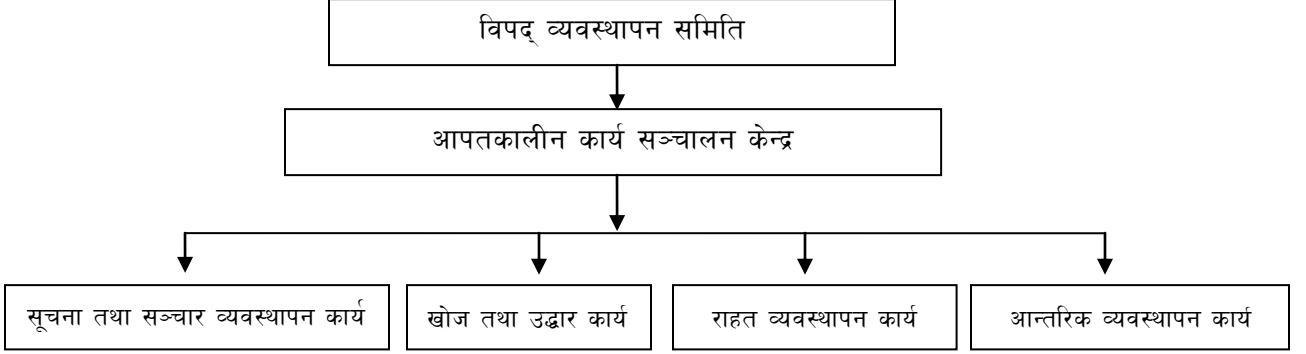 विपद् व्यवस्थापन समिति
आपतकालीन कार्य सञ्चालन केन्द्र
सूचना तथा सञ्चार व्यवस्थापन कार्य
खोज तथा उद्धार कार्य
राहत व्यवस्थापन कार्य
आन्तरिक व्यवस्थापन कार्य